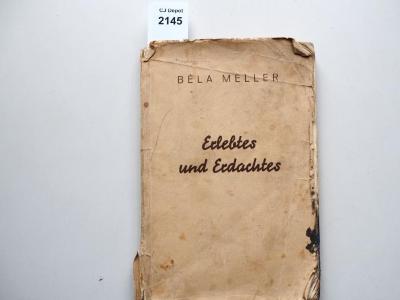 CJ Depot
2145
BÉLA MELLER
Erlebtes
und Erdachtes